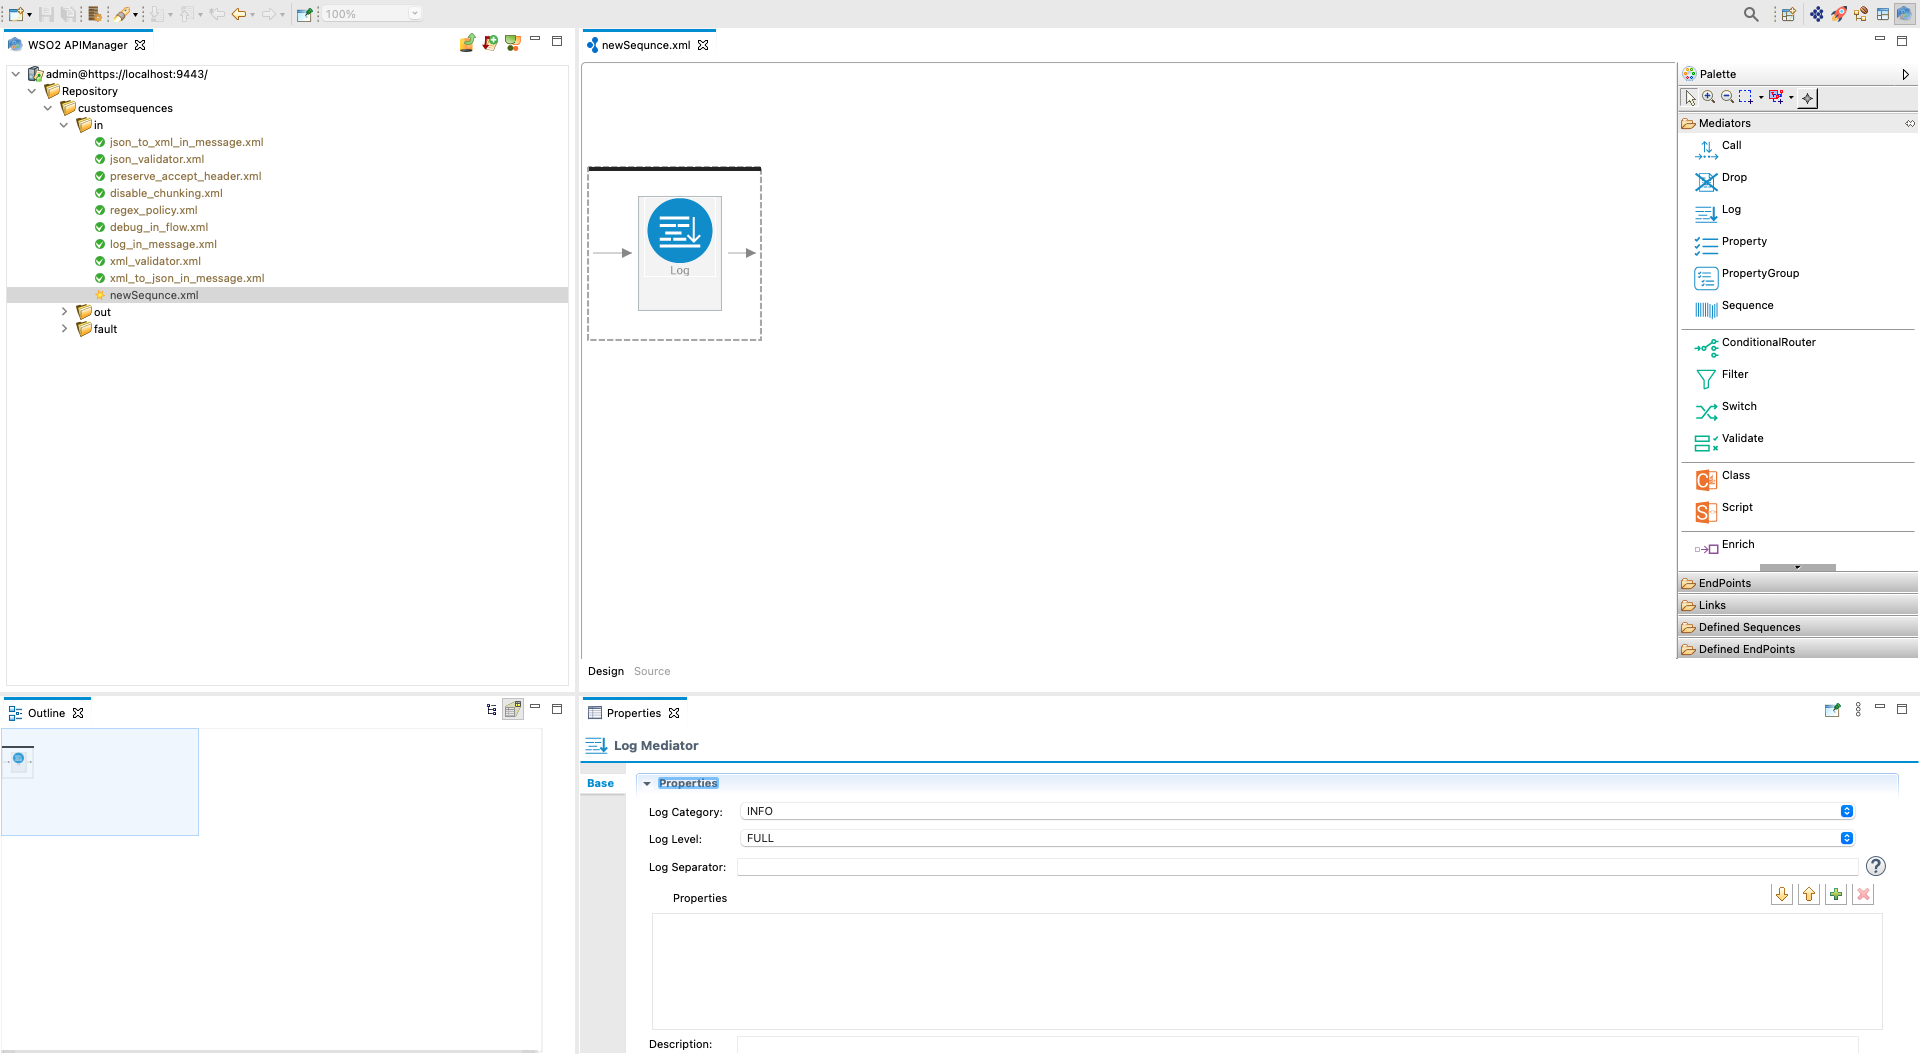 100%
WSO2 APIManager
admin@https://localhost:9443/
Repository
customsequences
in
json_to_xml_in_message.xml
json_validator.xml
preserve_accept_header.xml
disable_chunking.xml
regex_policy.xml
debug_in_flow.xml
log_in_message.xml
xml_validator.xml
xml_to_json_in_message.xml
newSequnce.xml
out
fault
newSequnce.xml
Log
Design Source
Palette
Mediators
Call
Drop
Log
Property
PropertyGroup
Sequence
ConditionalRouter
Filter
Switch
Validate
Class
Script
Enrich
EndPoints
Links
Defined Sequences
Defined EndPoints
Outline
Properties
Log Mediator
Base
Properties
Log Category: INFO
Log Level: FULL
Log Separator:
Properties
Description: